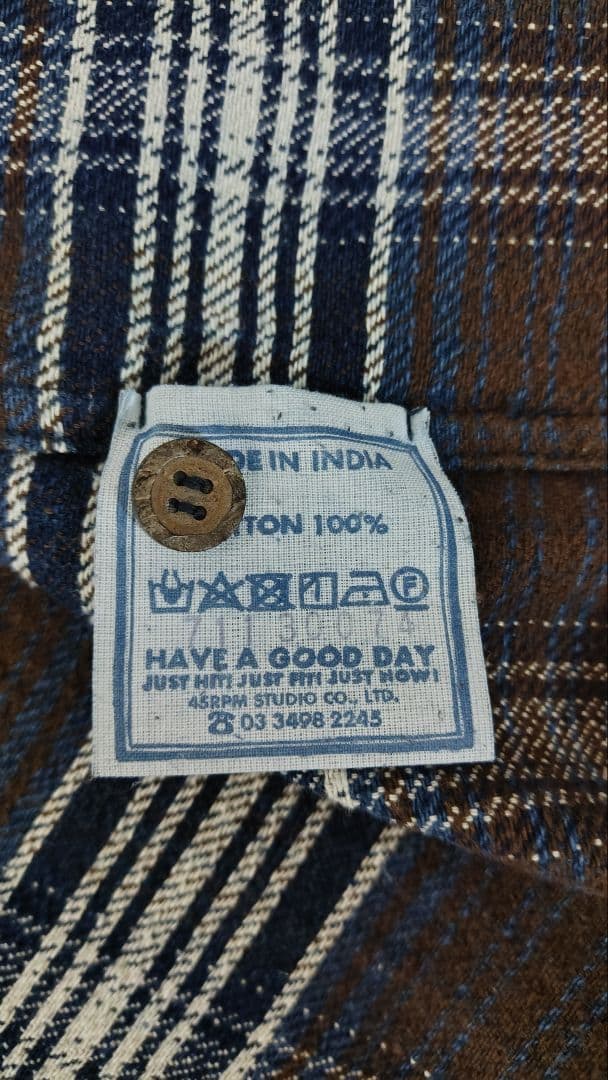 DE IN INDIA
TTON 100%
F
HAVE A GOOD DAY
JUST HIT! JUST FIT! JUST NOW!
45RPM STUDIO CO., LTD.
☎ 03 3498 2245